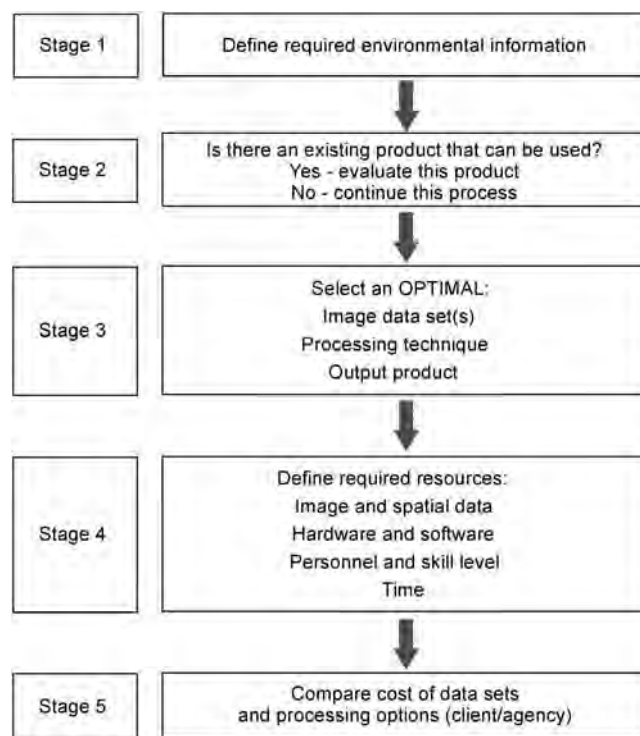 Stage 1
Define required environmental information
Stage 2
Is there an existing product that can be used?
Yes - evaluate this product
No - continue this process
Stage 3
Select an OPTIMAL:
Image data set(s)
Processing technique
Output product
Stage 4
Define required resources:
Image and spatial data
Hardware and software
Personnel and skill level
Time
Stage 5
Compare cost of data sets
and processing options (client/agency)